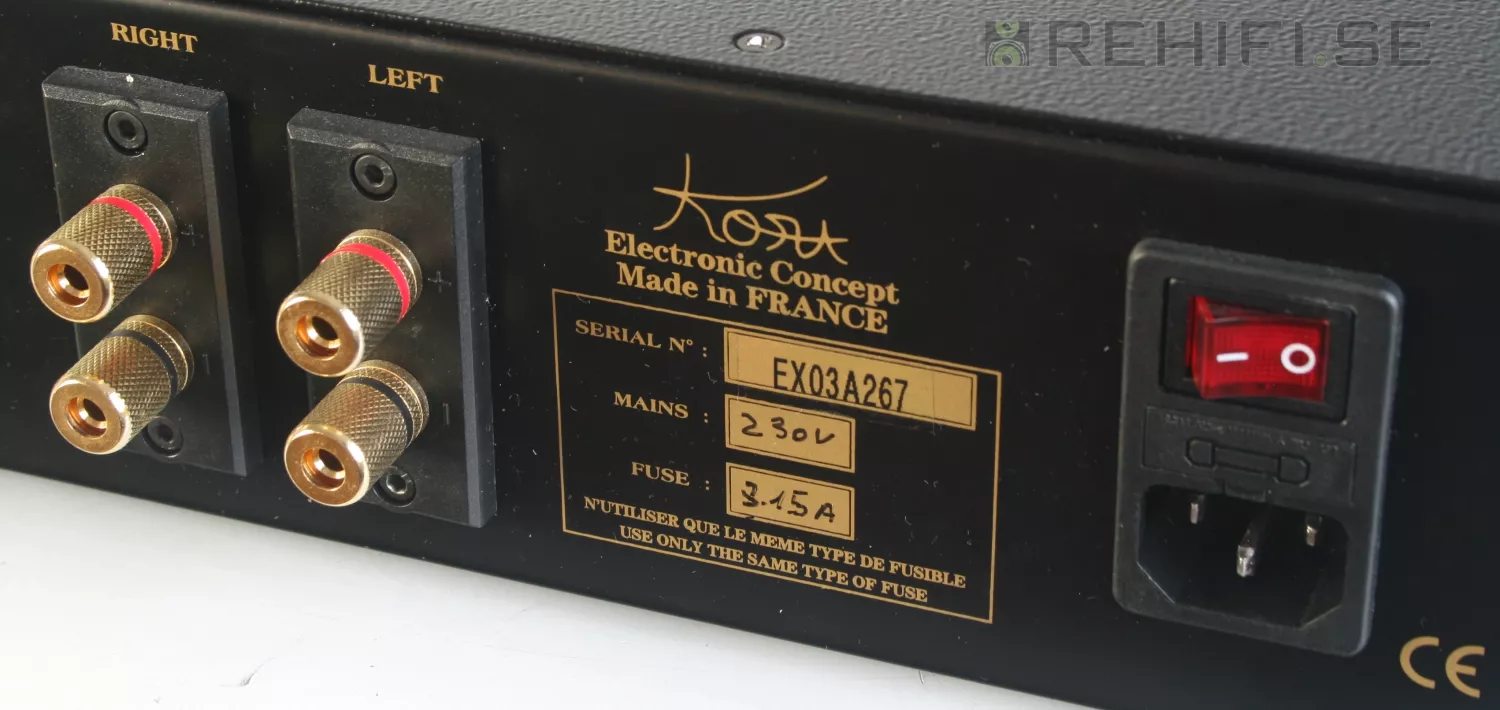 REHIFI.SE
RIGHT
LEFT
+
+
Kora
Electronic Concept
Made in FRANCE
SERIAL N° : EX03A267
MAINS : 230V
FUSE : 3.15A
N'UTILISER QUE LE MEME TYPE DE FUSIBLE
USE ONLY THE SAME TYPE OF FUSE
CE